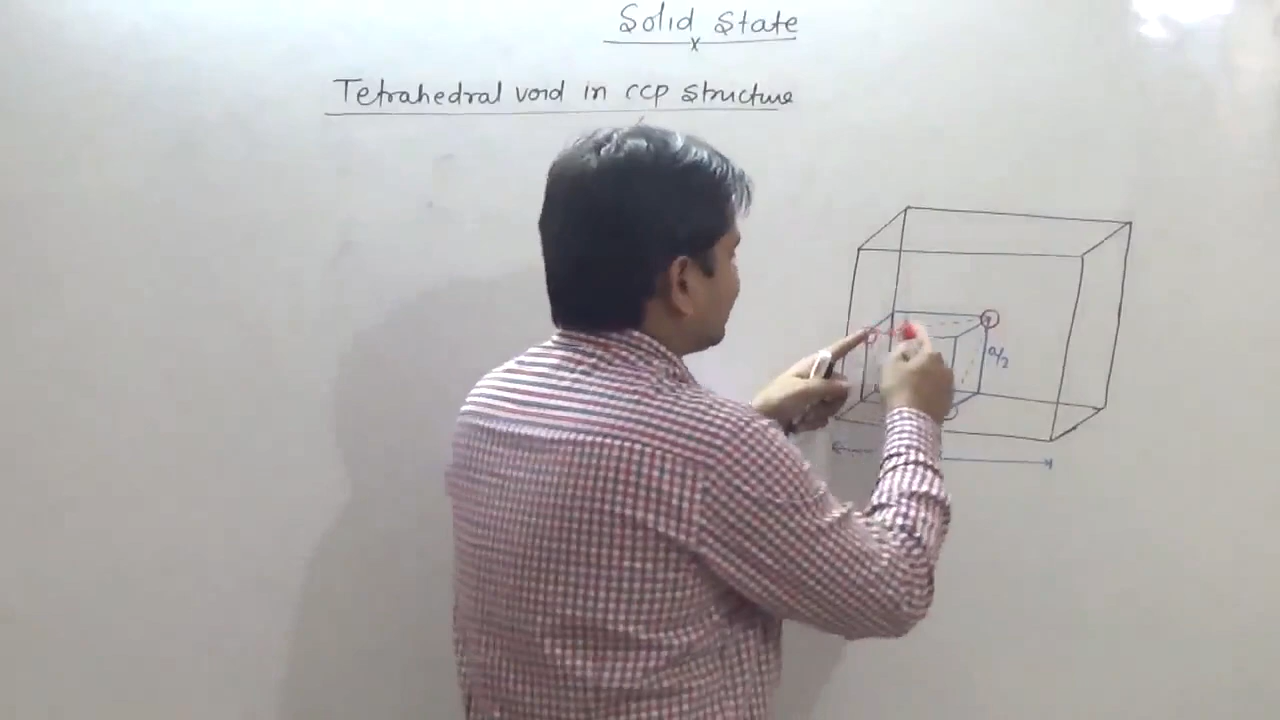 Solid State
x
Tetrahedral void in ccp structure
a/2